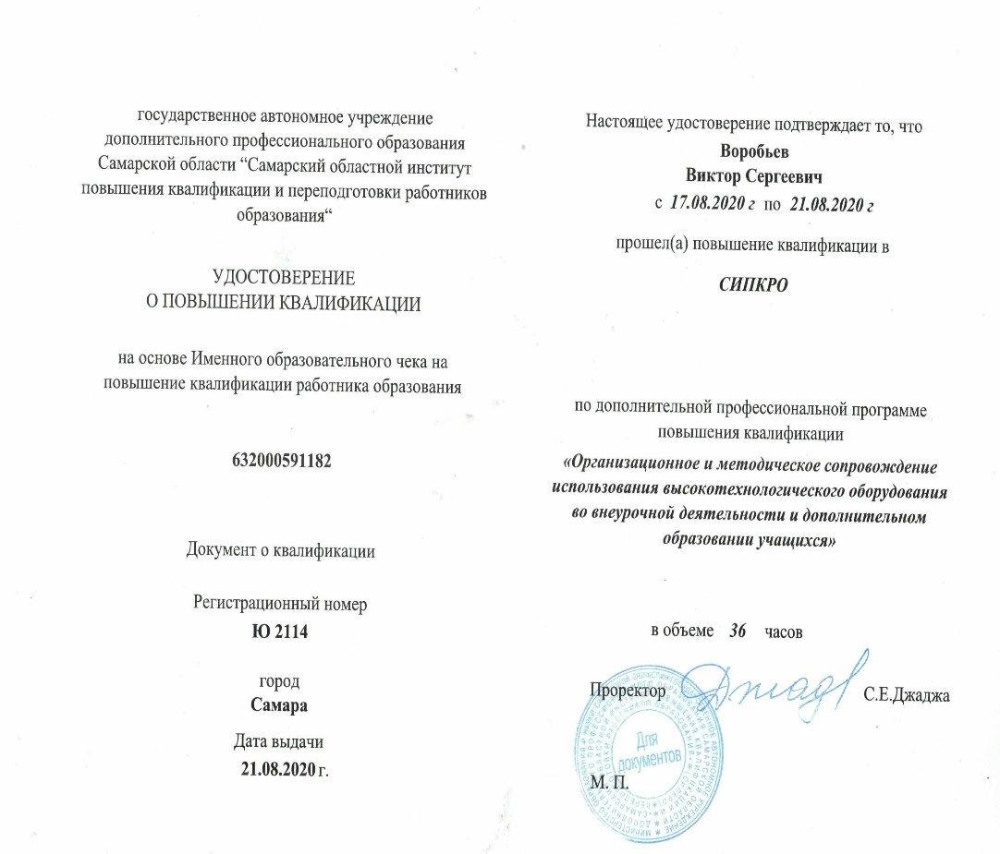 государственное автономное учреждение
дополнительного профессионального образования
Самарской области “Самарский областной институт
повышения квалификации и переподготовки работников
образования“
УДОСТОВЕРЕНИЕ
О ПОВЫШЕНИИ КВАЛИФИКАЦИИ
на основе Именного образовательного чека на
повышение квалификации работника образования
632000591182
Документ о квалификации
Регистрационный номер
Ю 2114
город
Самара
Дата выдачи
21.08.2020 г.
Настоящее удостоверение подтверждает то, что
Воробьев
Виктор Сергеевич
с 17.08.2020 г по 21.08.2020 г
прошел(а) повышение квалификации в
СИПКРО
по дополнительной профессиональной программе
повышения квалификации
«Организационное и методическое сопровождение
использования высокотехнологического оборудования
во внеурочной деятельности и дополнительном
образовании учащихся»
в объеме 36 часов
Проректор С.Е.Джаджа
Для
документов
М. П.